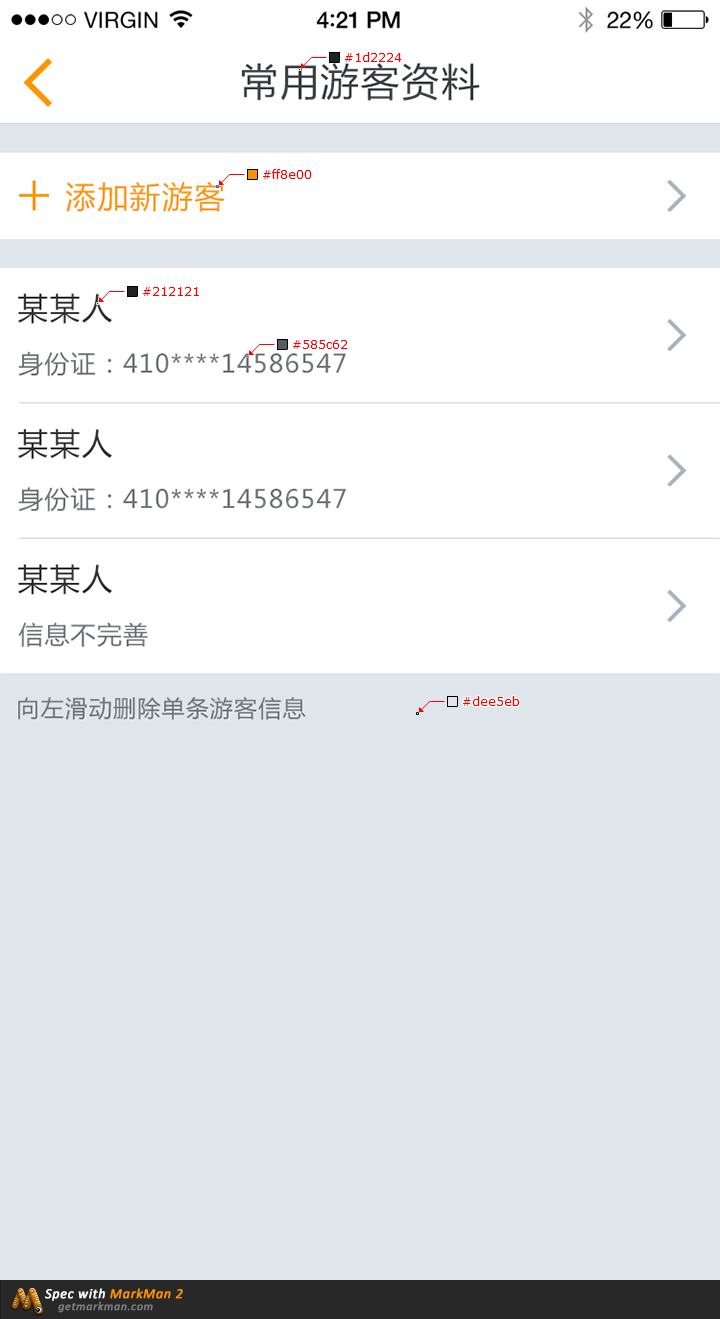 VIRGIN 4:21 PM 22%
#1d2224
常用游客资料
#ff8e00
添加新游客
#212121
某某人
#585c62
身份证：410****14586547
某某人
身份证：410****14586547
某某人
信息不完善
向左滑动删除单条游客信息
#dee5eb
Spec with MarkMan 2
getmarkman.com